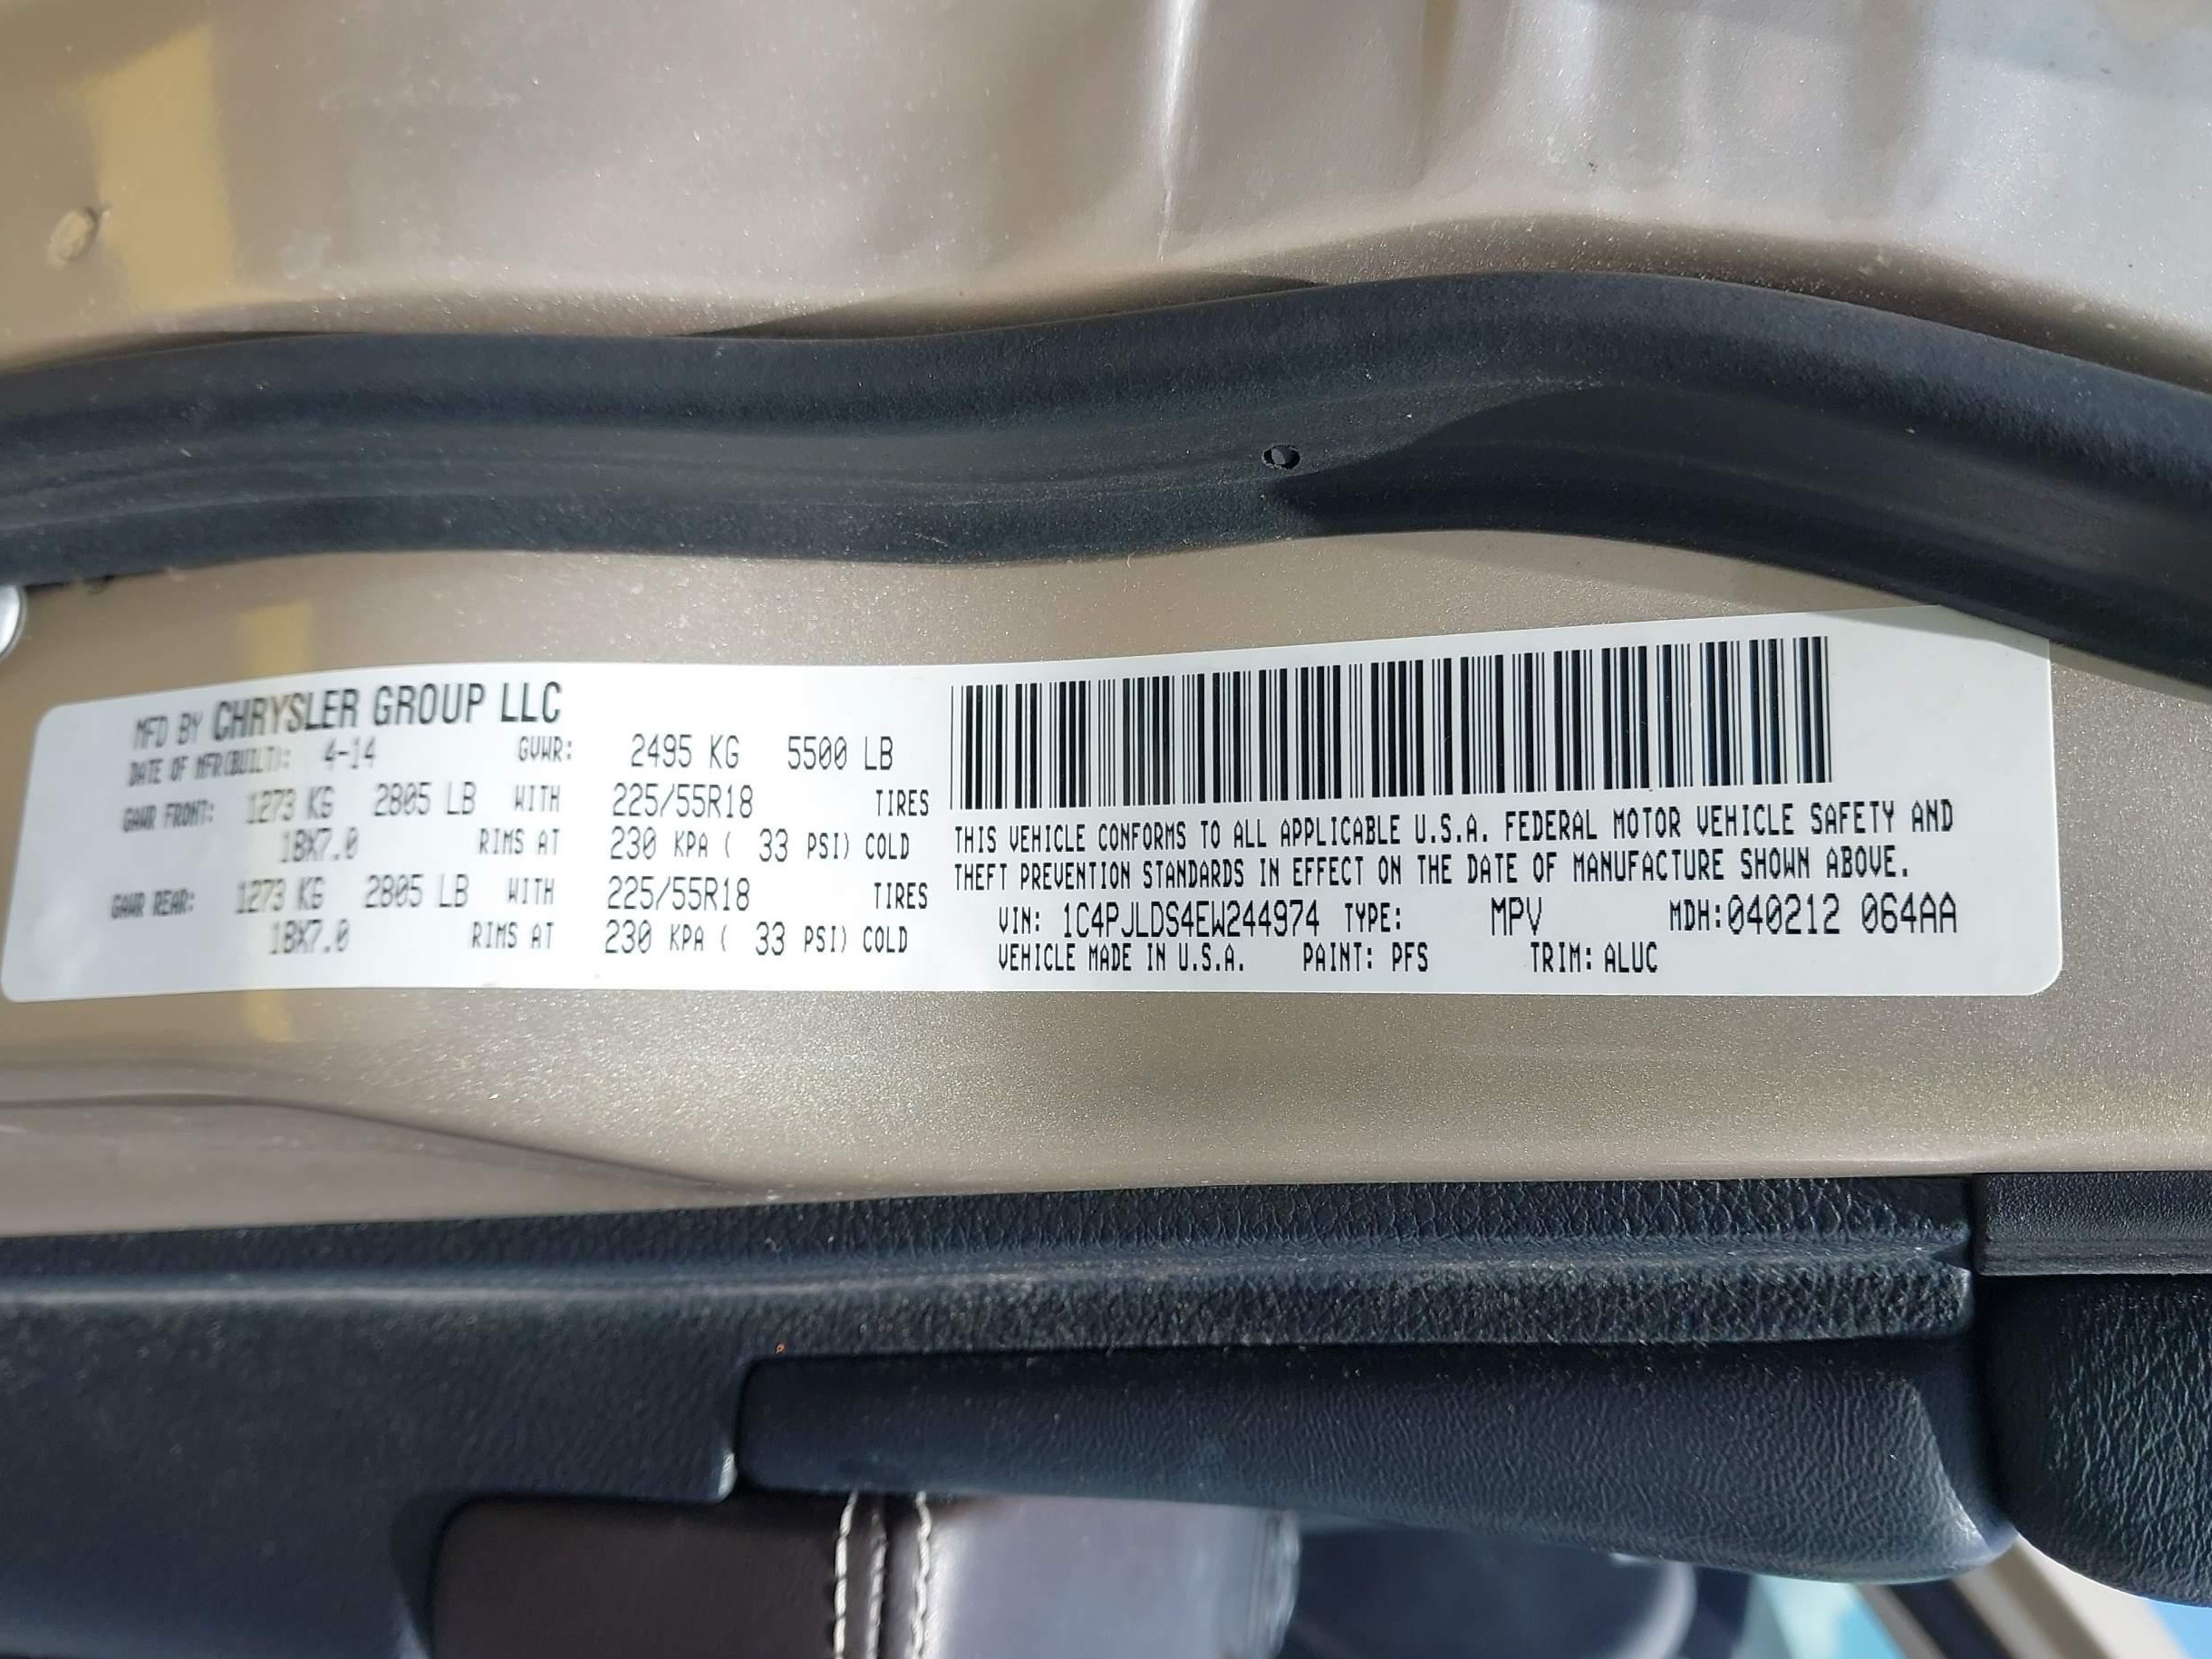 MFD BY CHRYSLER GROUP LLC
DATE OF MFR(BUILT): 4-14 GVWR: 2495 KG 5500 LB
GAWR FRONT: 1273 KG 2805 LB WITH 225/55R18 TIRES
18X7.0 RIMS AT 230 KPA ( 33 PSI) COLD
GAWR REAR: 1273 KG 2805 LB WITH 225/55R18 TIRES
18X7.0 RIMS AT 230 KPA ( 33 PSI) COLD
THIS VEHICLE CONFORMS TO ALL APPLICABLE U.S.A. FEDERAL MOTOR VEHICLE SAFETY AND
THEFT PREVENTION STANDARDS IN EFFECT ON THE DATE OF MANUFACTURE SHOWN ABOVE.
VIN: 1C4PJLDS4EW244974 TYPE: MPV MDH:040212 064AA
VEHICLE MADE IN U.S.A. PAINT: PFS TRIM: ALUC